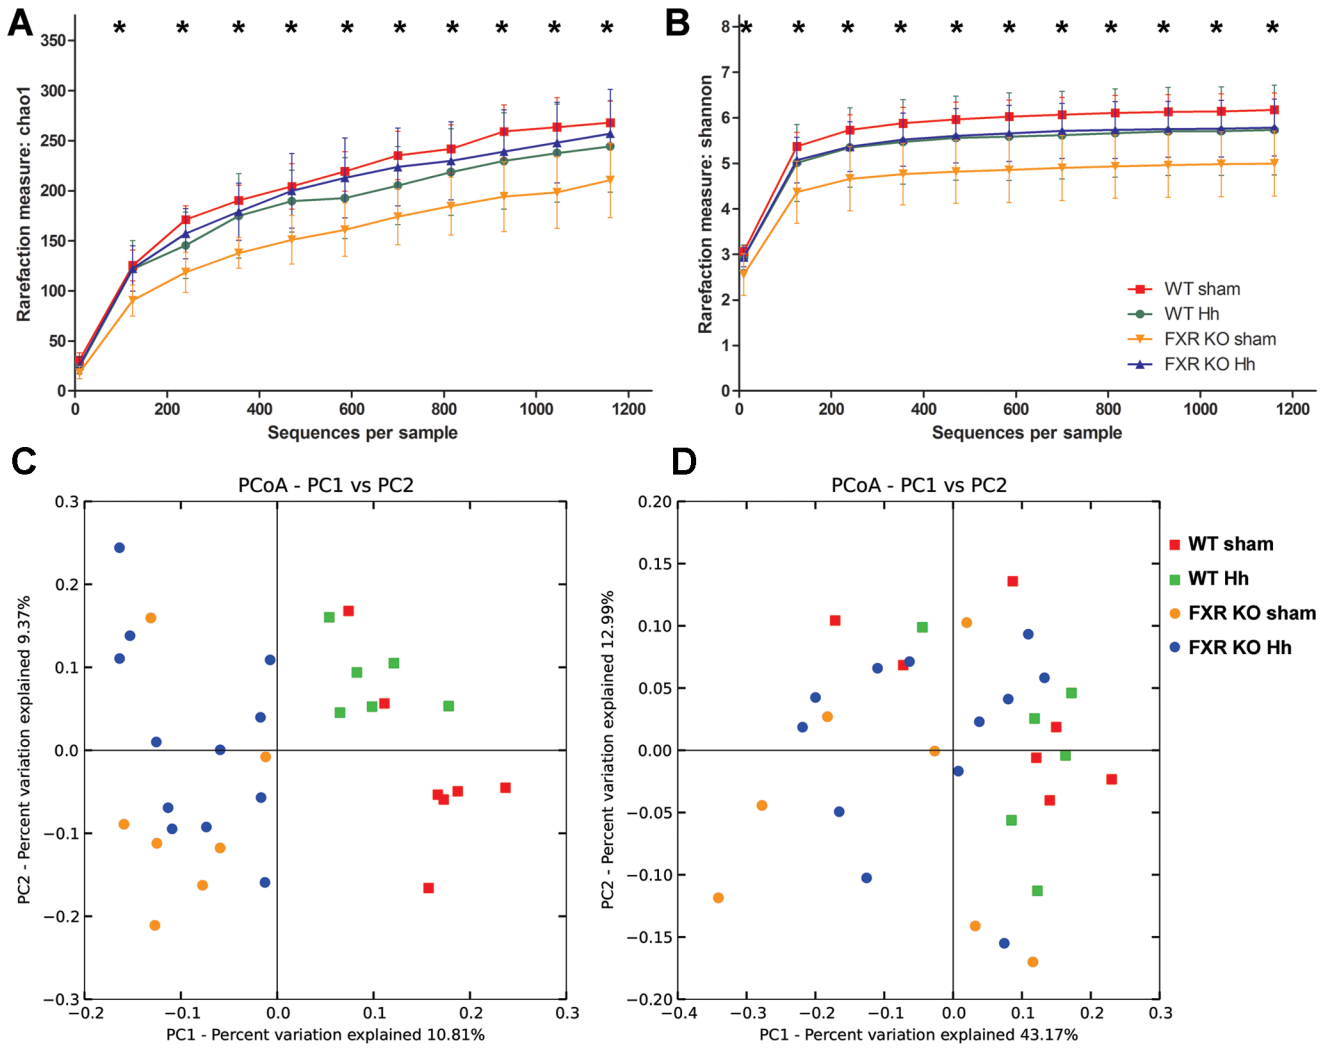 A
* * * * * * * * * *
350
300
250
200
150
100
50
0
Rarefaction measure: chao1
0 200 400 600 800 1000 1200
Sequences per sample
B
* * * * * * * * * * *
8
7
6
5
4
3
2
1
0
Rarefaction measure: shannon
WT sham
WT Hh
FXR KO sham
FXR KO Hh
0 200 400 600 800 1000 1200
Sequences per sample
C
PCoA - PC1 vs PC2
0.3
0.2
0.1
0.0
−0.1
−0.2
−0.3
PC2 - Percent variation explained 9.37%
−0.2 −0.1 0.0 0.1 0.2 0.3
PC1 - Percent variation explained 10.81%
D
PCoA - PC1 vs PC2
0.20
0.15
0.10
0.05
0.00
−0.05
−0.10
−0.15
−0.20
PC2 - Percent variation explained 12.99%
−0.4 −0.3 −0.2 −0.1 0.0 0.1 0.2 0.3
PC1 - Percent variation explained 43.17%
WT sham
WT Hh
FXR KO sham
FXR KO Hh